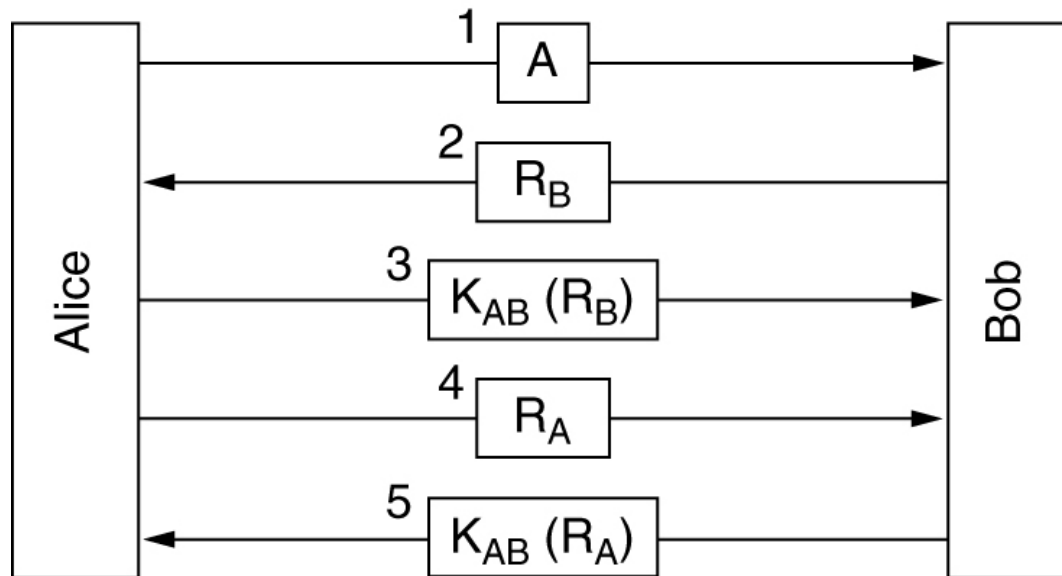 1 A
2 R_B
3 K_AB (R_B)
4 R_A
5 K_AB (R_A)
Alice
Bob